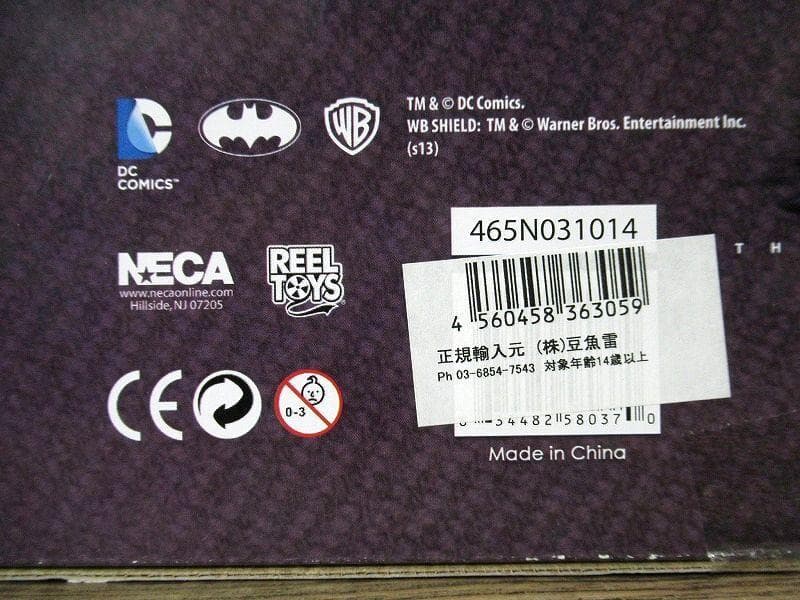 DC
COMICS™
WB
TM & © DC Comics.
WB SHIELD: TM & © Warner Bros. Entertainment Inc.
(s13)
NECA
www.necaonline.com
Hillside, NJ 07205
REEL
TOYS
465N031014
4 560458 363059
正規輸入元 (株)豆魚雷
Ph 03-6854-7543 対象年齢14歳以上
34482 58037 0
Made in China
T H
CE
0-3